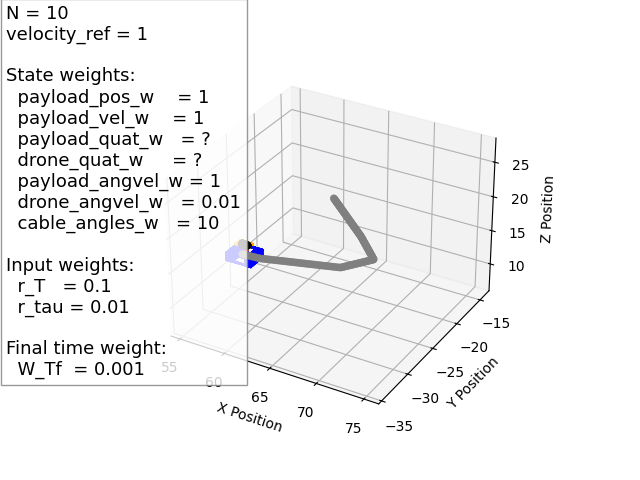 N = 10
velocity_ref = 1
State weights:
payload_pos_w = 1
payload_vel_w = 1
payload_quat_w = ?
drone_quat_w = ?
payload_angvel_w = 1
drone_angvel_w = 0.01
cable_angles_w = 10
Input weights:
r_T = 0.1
r_tau = 0.01
Final time weight:
W_Tf = 0.001
55
60
65
70
75
X Position
−35
−30
−25
−20
−15
Y Position
10
15
20
25
Z Position